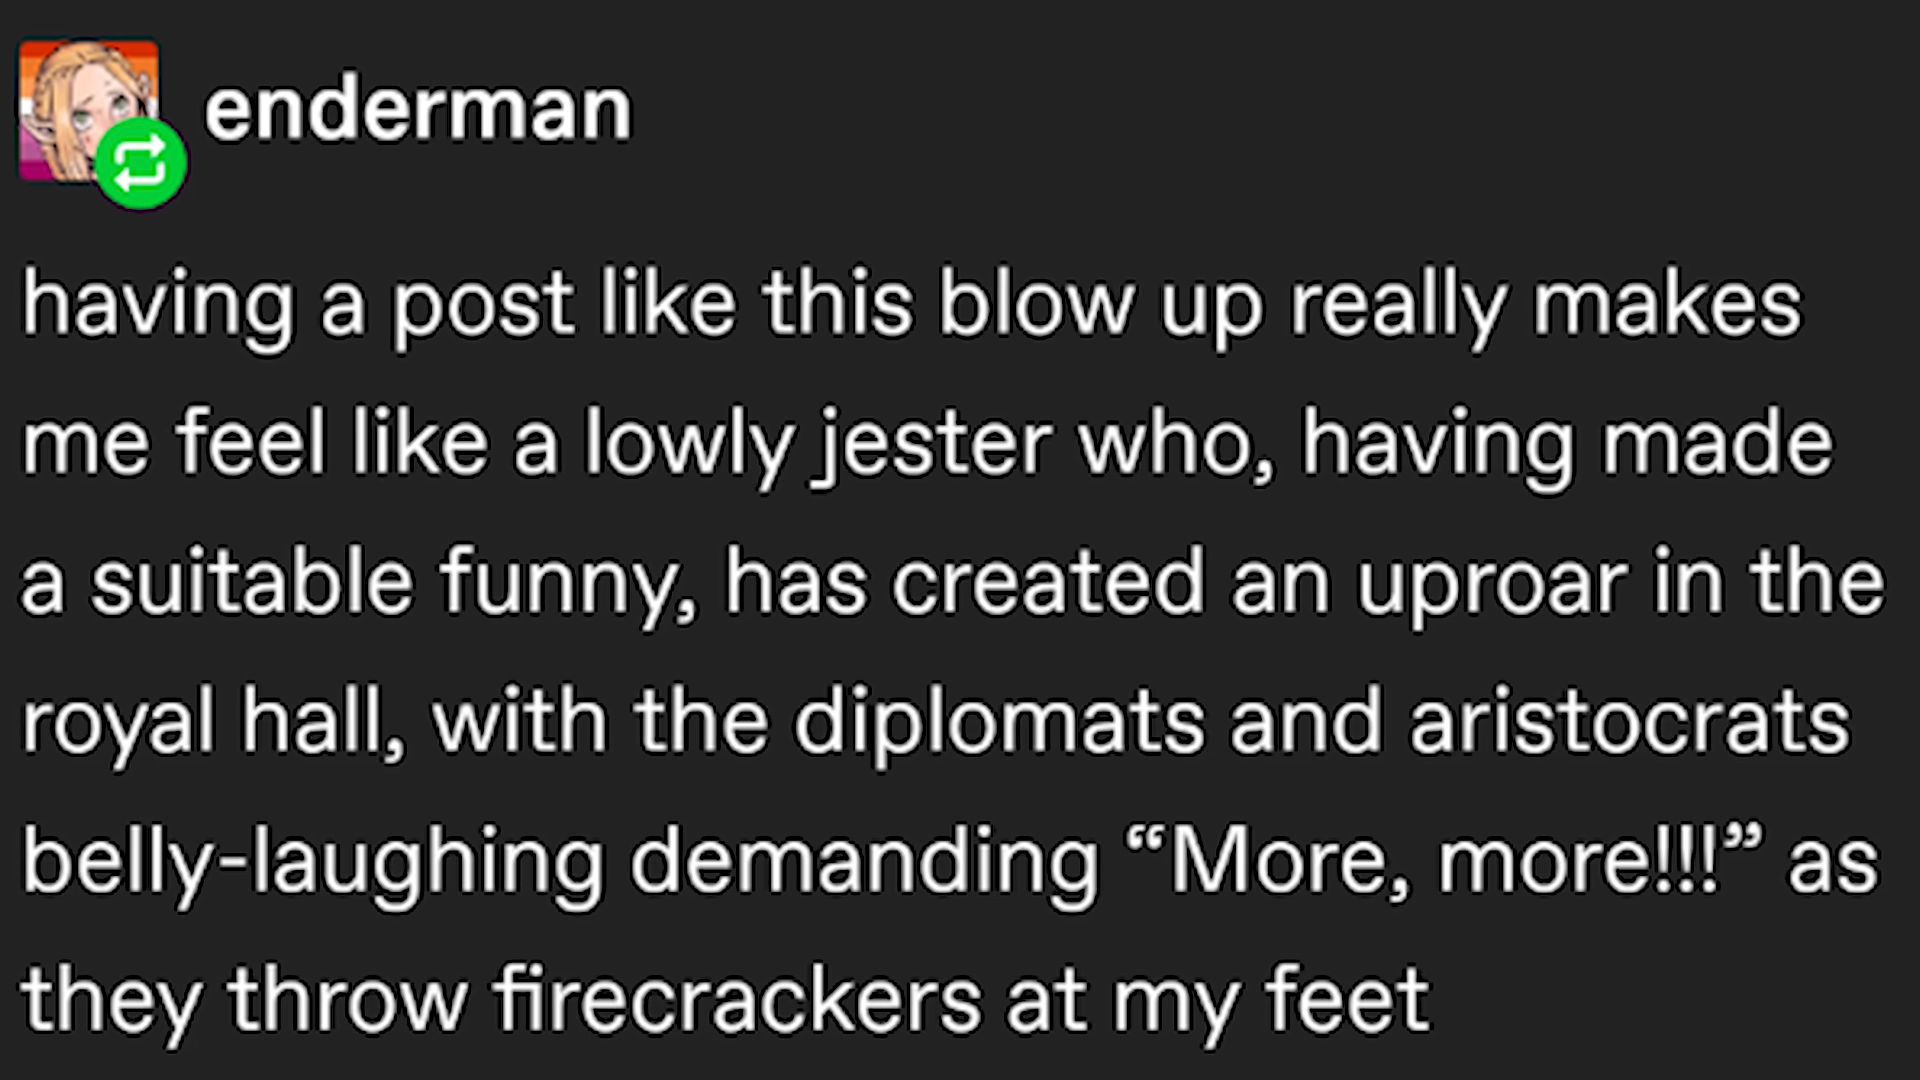 enderman
having a post like this blow up really makes
me feel like a lowly jester who, having made
a suitable funny, has created an uproar in the
royal hall, with the diplomats and aristocrats
belly-laughing demanding “More, more!!!” as
they throw firecrackers at my feet